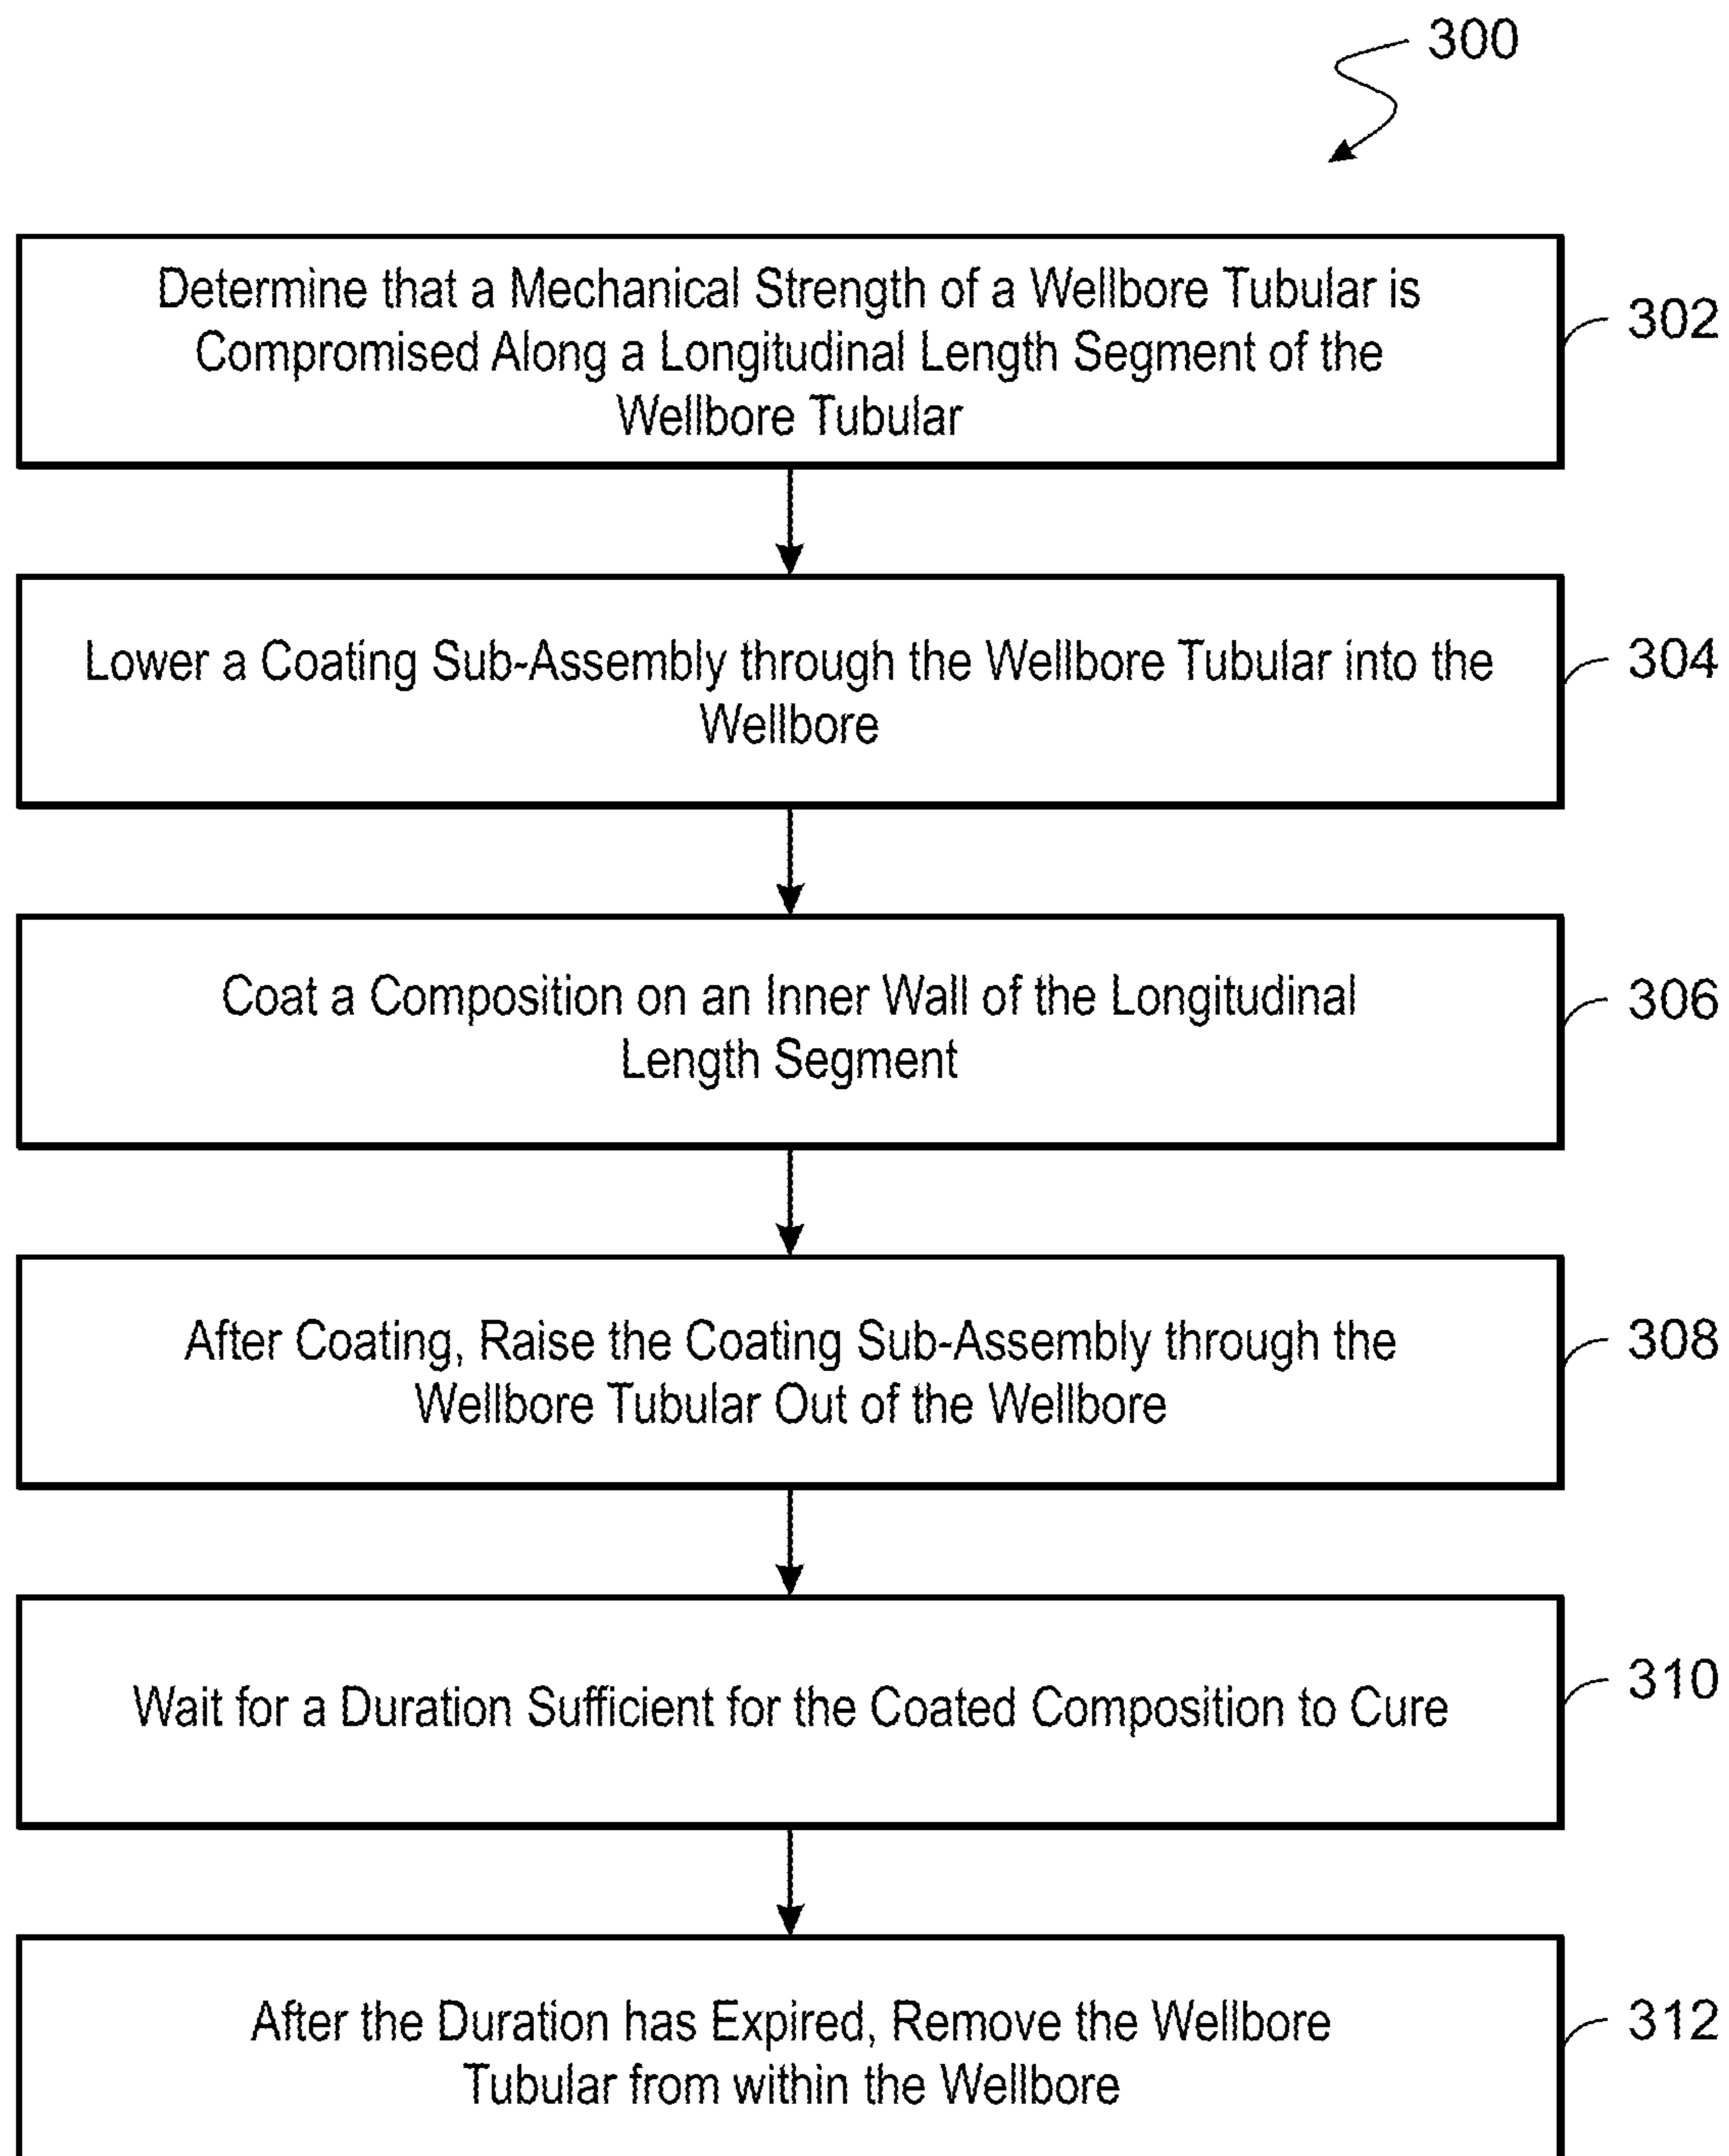 300
Determine that a Mechanical Strength of a Wellbore Tubular is
Compromised Along a Longitudinal Length Segment of the
Wellbore Tubular
302
Lower a Coating Sub-Assembly through the Wellbore Tubular into the
Wellbore
304
Coat a Composition on an Inner Wall of the Longitudinal
Length Segment
306
After Coating, Raise the Coating Sub-Assembly through the
Wellbore Tubular Out of the Wellbore
308
Wait for a Duration Sufficient for the Coated Composition to Cure
310
After the Duration has Expired, Remove the Wellbore
Tubular from within the Wellbore
312